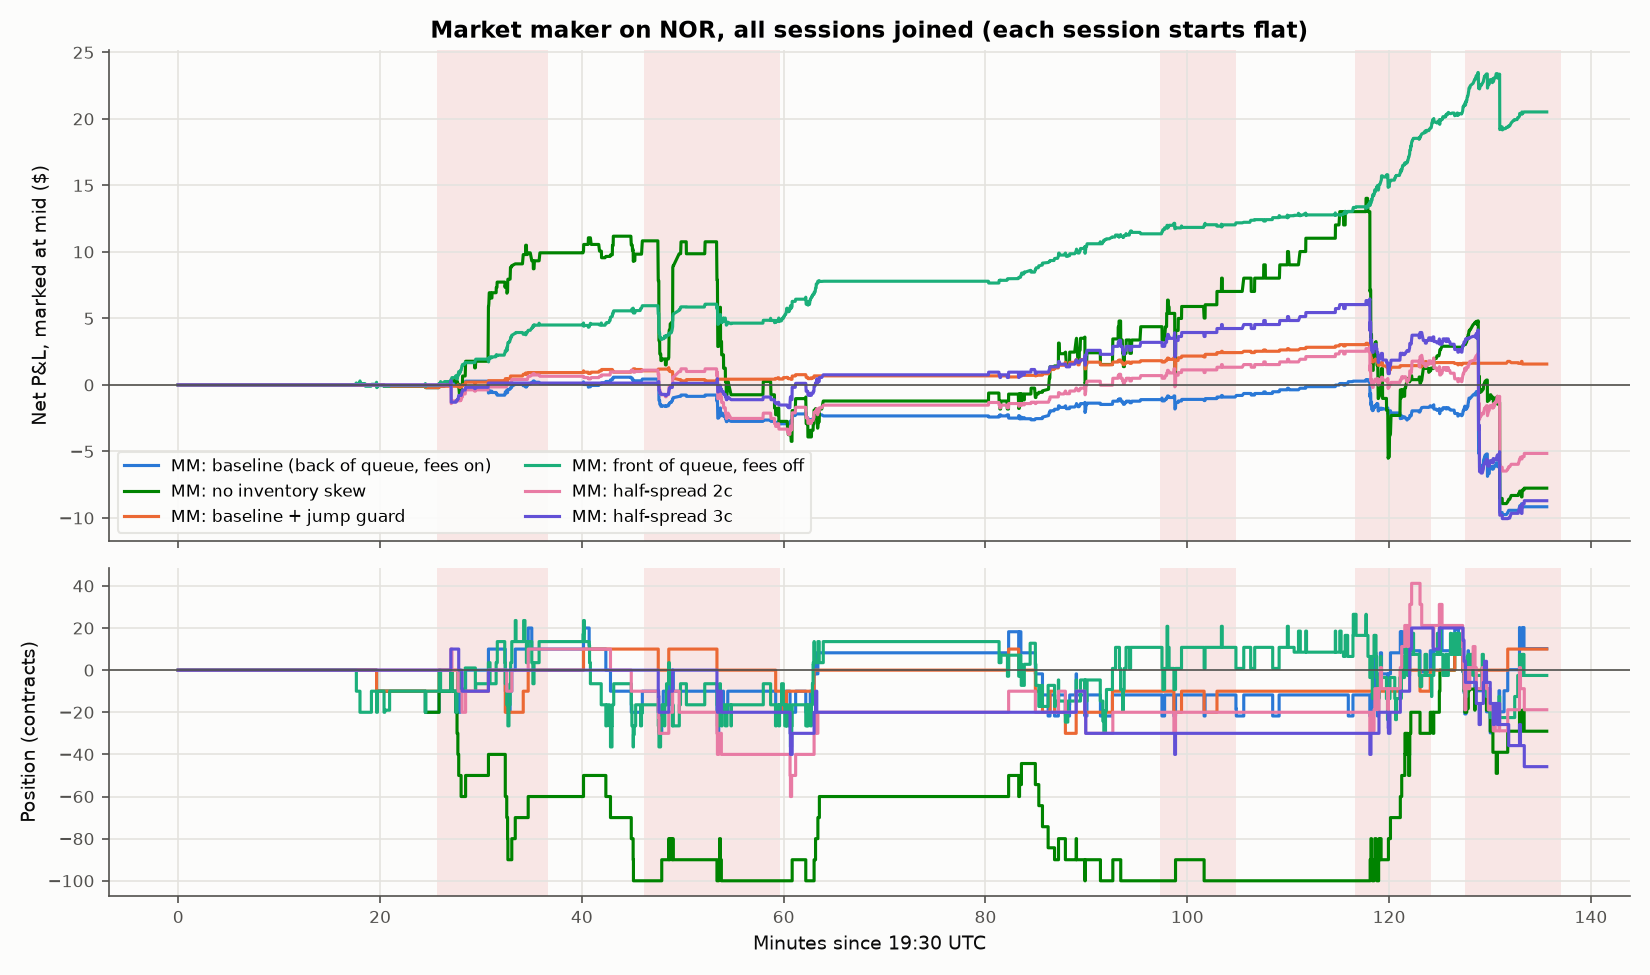 Market maker on NOR, all sessions joined (each session starts flat)
Net P&L, marked at mid ($)
25
20
15
10
5
0
−5
−10
MM: baseline (back of queue, fees on)
MM: no inventory skew
MM: baseline + jump guard
MM: front of queue, fees off
MM: half-spread 2c
MM: half-spread 3c
Position (contracts)
40
20
0
−20
−40
−60
−80
−100
0 20 40 60 80 100 120 140
Minutes since 19:30 UTC